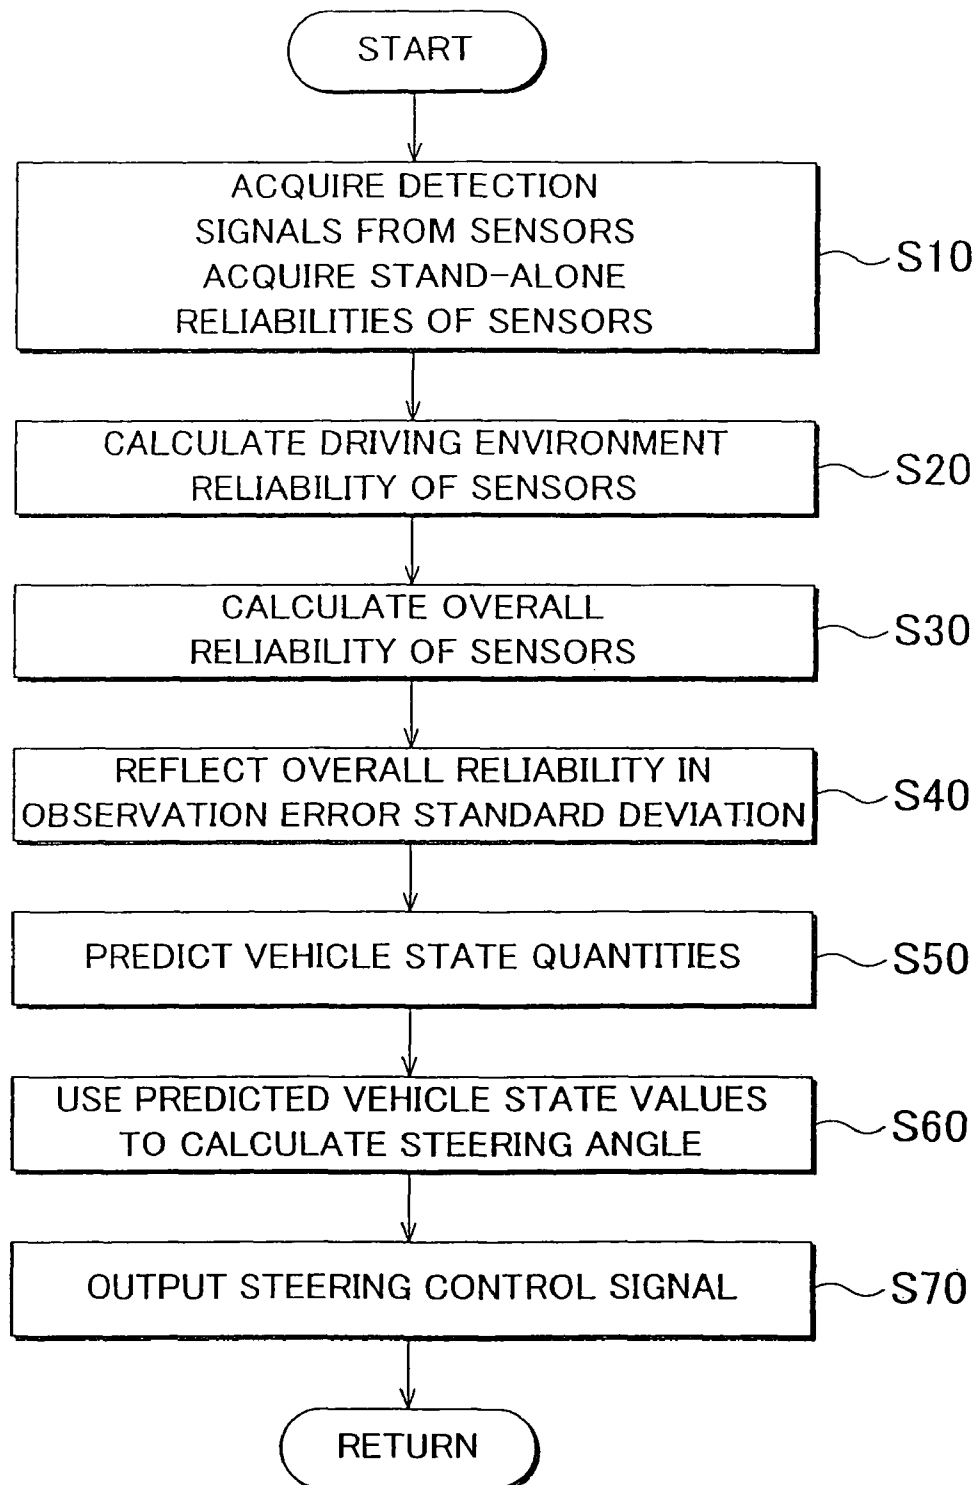 START
ACQUIRE DETECTION
SIGNALS FROM SENSORS
ACQUIRE STAND-ALONE
RELIABILITIES OF SENSORS
S10
CALCULATE DRIVING ENVIRONMENT
RELIABILITY OF SENSORS
S20
CALCULATE OVERALL
RELIABILITY OF SENSORS
S30
REFLECT OVERALL RELIABILITY IN
OBSERVATION ERROR STANDARD DEVIATION
S40
PREDICT VEHICLE STATE QUANTITIES
S50
USE PREDICTED VEHICLE STATE VALUES
TO CALCULATE STEERING ANGLE
S60
OUTPUT STEERING CONTROL SIGNAL
S70
RETURN